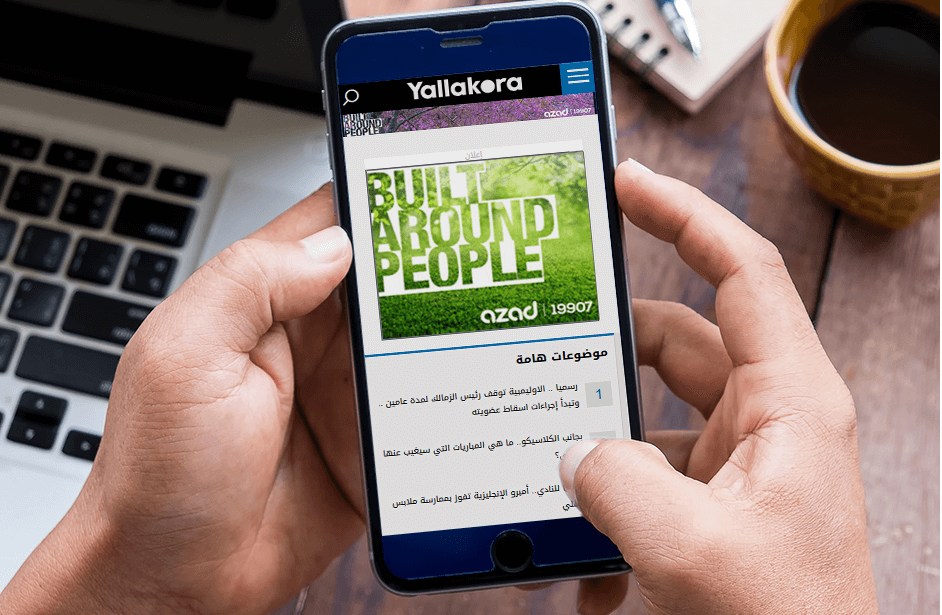 Yallakora
BUILT
AROUND
PEOPLE
azad | 19907
إعلان
BUILT
AROUND
PEOPLE
azad | 19907
موضوعات هامة
1
رسميا .. الاوليمبية توقف رئيس الزمالك لمدة عامين ..
وتبدأ إجراءات اسقاط عضويته
بجانب الكلاسيكو.. ما هي المباريات التي سيغيب عنها
للنادي.. أمبرو الإنجليزية تفوز بممارسة ملابس